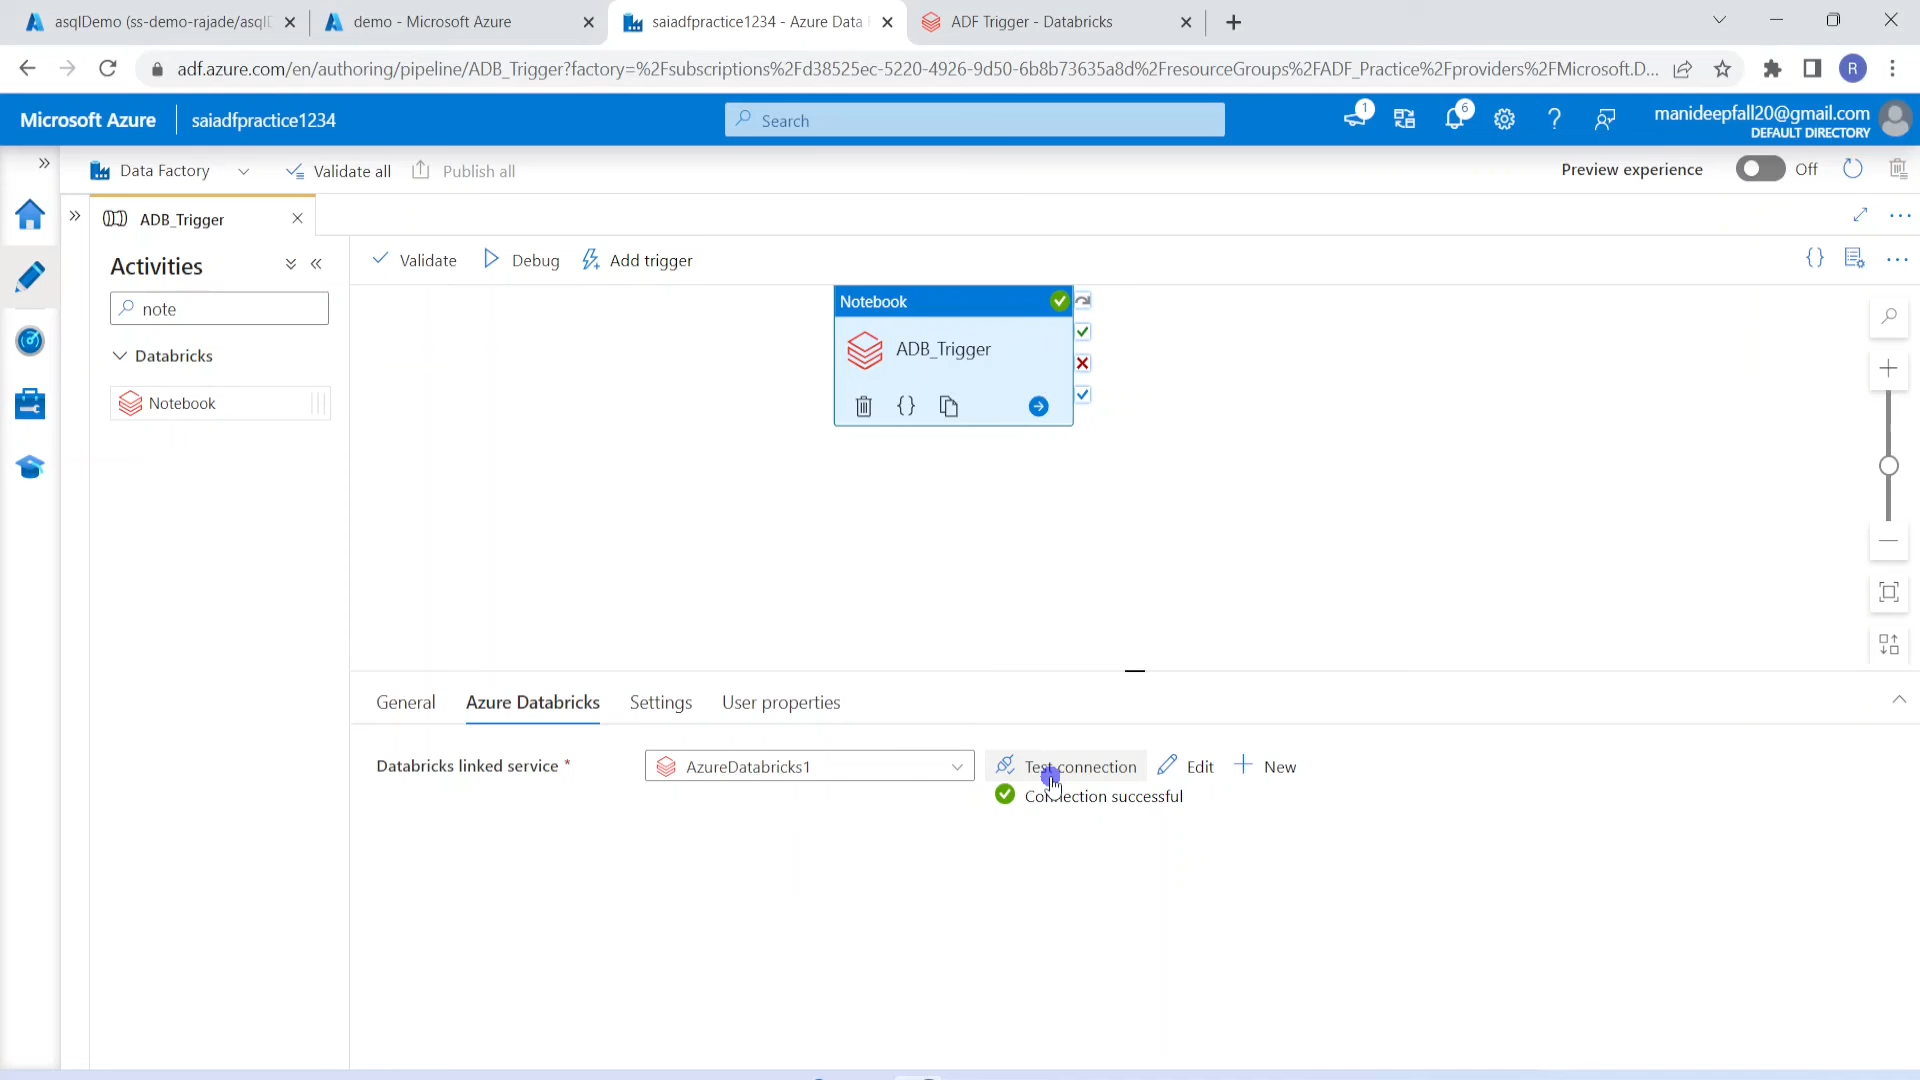 asqlDemo (ss-demo-rajade/asqlD
demo - Microsoft Azure
saiadfpractice1234 - Azure Data F
ADF Trigger - Databricks
adf.azure.com/en/authoring/pipeline/ADB_Trigger?factory=%2Fsubscriptions%2Fd38525ec-5220-4926-9d50-6b8b73635a8d%2FresourceGroups%2FADF_Practice%2Fproviders%2FMicrosoft.D...
R
Microsoft Azure
saiadfpractice1234
Search
1
6
manideepfall20@gmail.com
DEFAULT DIRECTORY
Data Factory
Validate all
Publish all
Preview experience
Off
ADB_Trigger
Activities
Validate
Debug
Add trigger
note
Databricks
Notebook
Notebook
ADB_Trigger
General
Azure Databricks
Settings
User properties
Databricks linked service *
AzureDatabricks1
Test connection
Edit
New
Connection successful